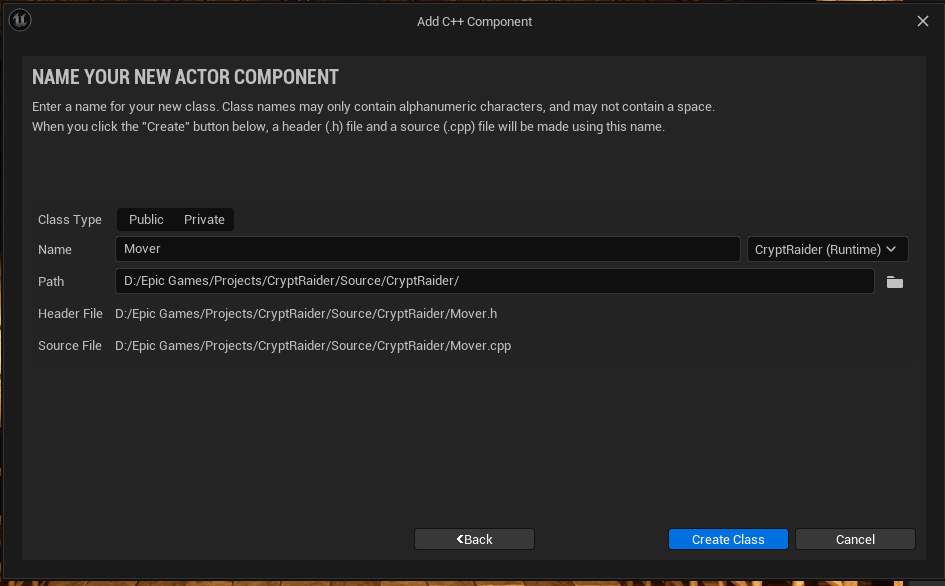 Add C++ Component
NAME YOUR NEW ACTOR COMPONENT
Enter a name for your new class. Class names may only contain alphanumeric characters, and may not contain a space.
When you click the "Create" button below, a header (.h) file and a source (.cpp) file will be made using this name.
Class Type Public Private
Name Mover CryptRaider (Runtime)
Path D:/Epic Games/Projects/CryptRaider/Source/CryptRaider/
Header File D:/Epic Games/Projects/CryptRaider/Source/CryptRaider/Mover.h
Source File D:/Epic Games/Projects/CryptRaider/Source/CryptRaider/Mover.cpp
Back Create Class Cancel